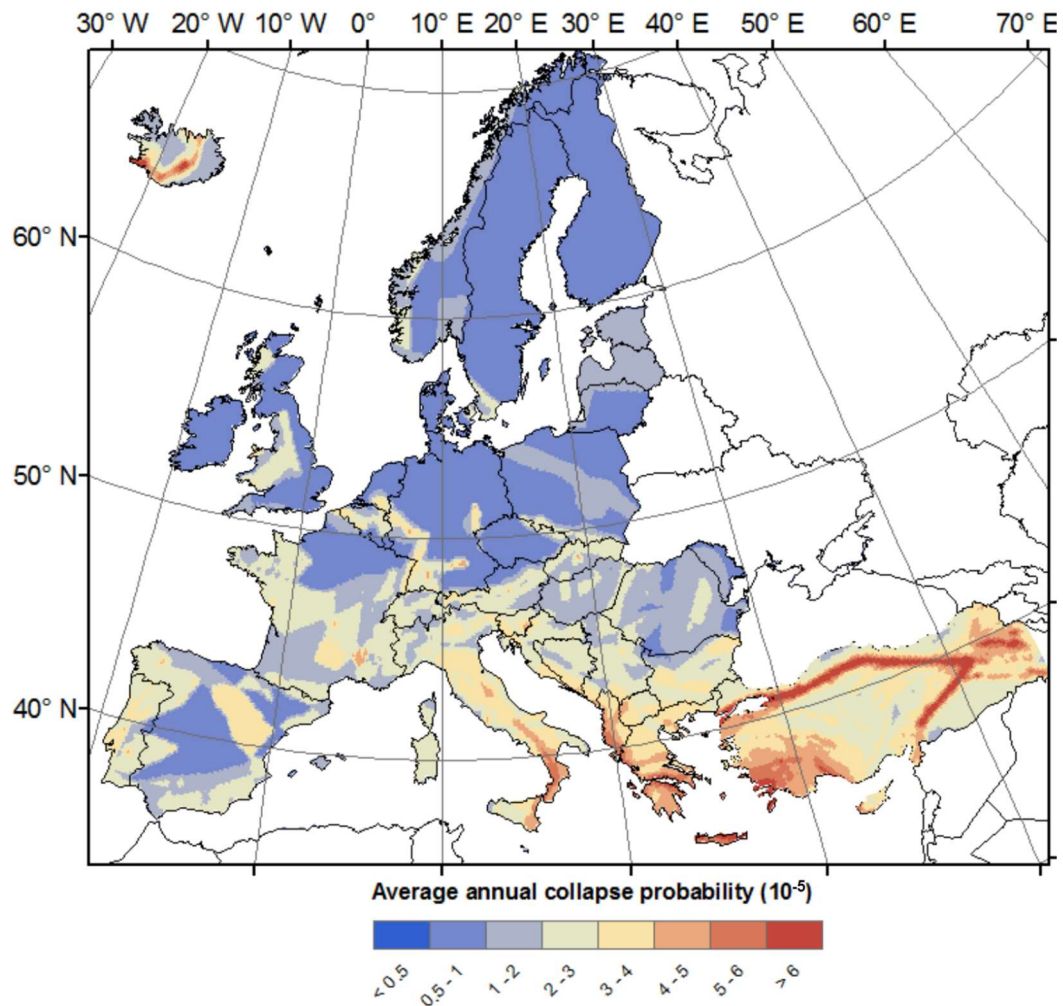 30° W 20° W 10° W 0° 10° E 20° E 30° E 40° E 50° E 60° E 70° E
60° N
50° N
40° N
Average annual collapse probability (10⁻⁵)
< 0.5 0.5 - 1 1 - 2 2 - 3 3 - 4 4 - 5 5 - 6 > 6